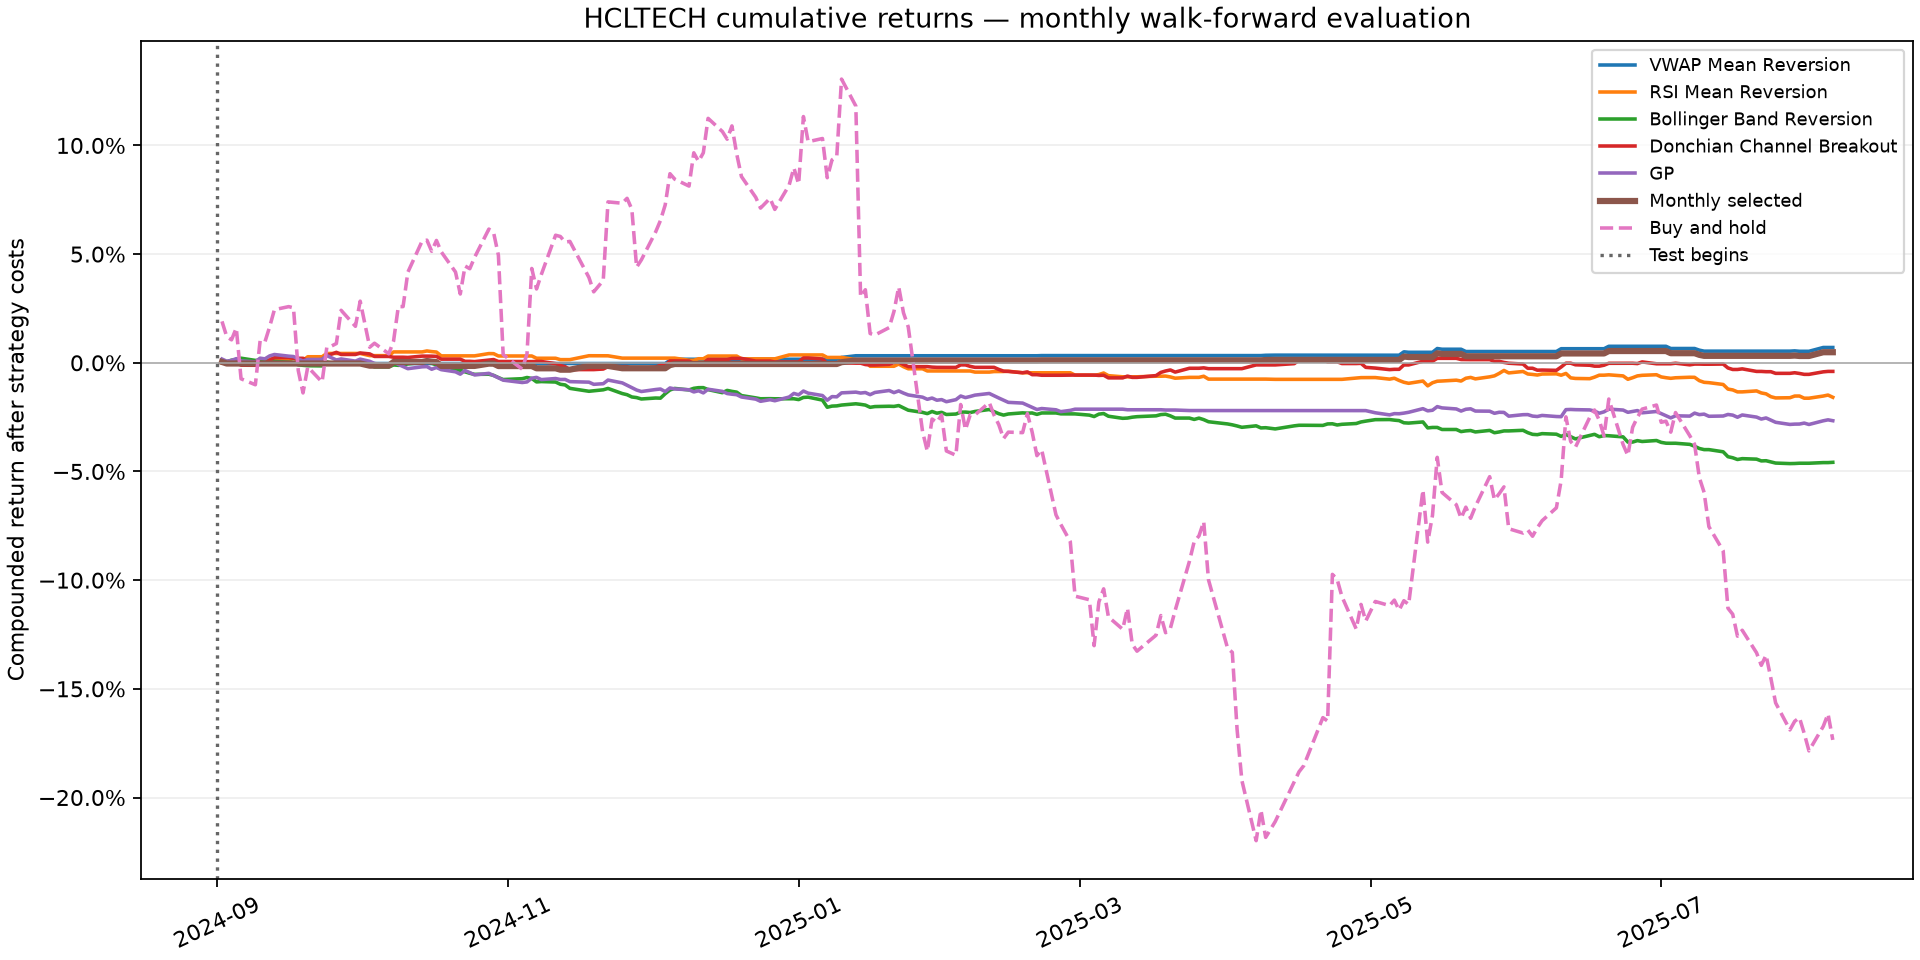 HCLTECH cumulative returns — monthly walk-forward evaluation
Compounded return after strategy costs
10.0%
5.0%
0.0%
−5.0%
−10.0%
−15.0%
−20.0%
VWAP Mean Reversion
RSI Mean Reversion
Bollinger Band Reversion
Donchian Channel Breakout
GP
Monthly selected
Buy and hold
Test begins
2024-09
2024-11
2025-01
2025-03
2025-05
2025-07